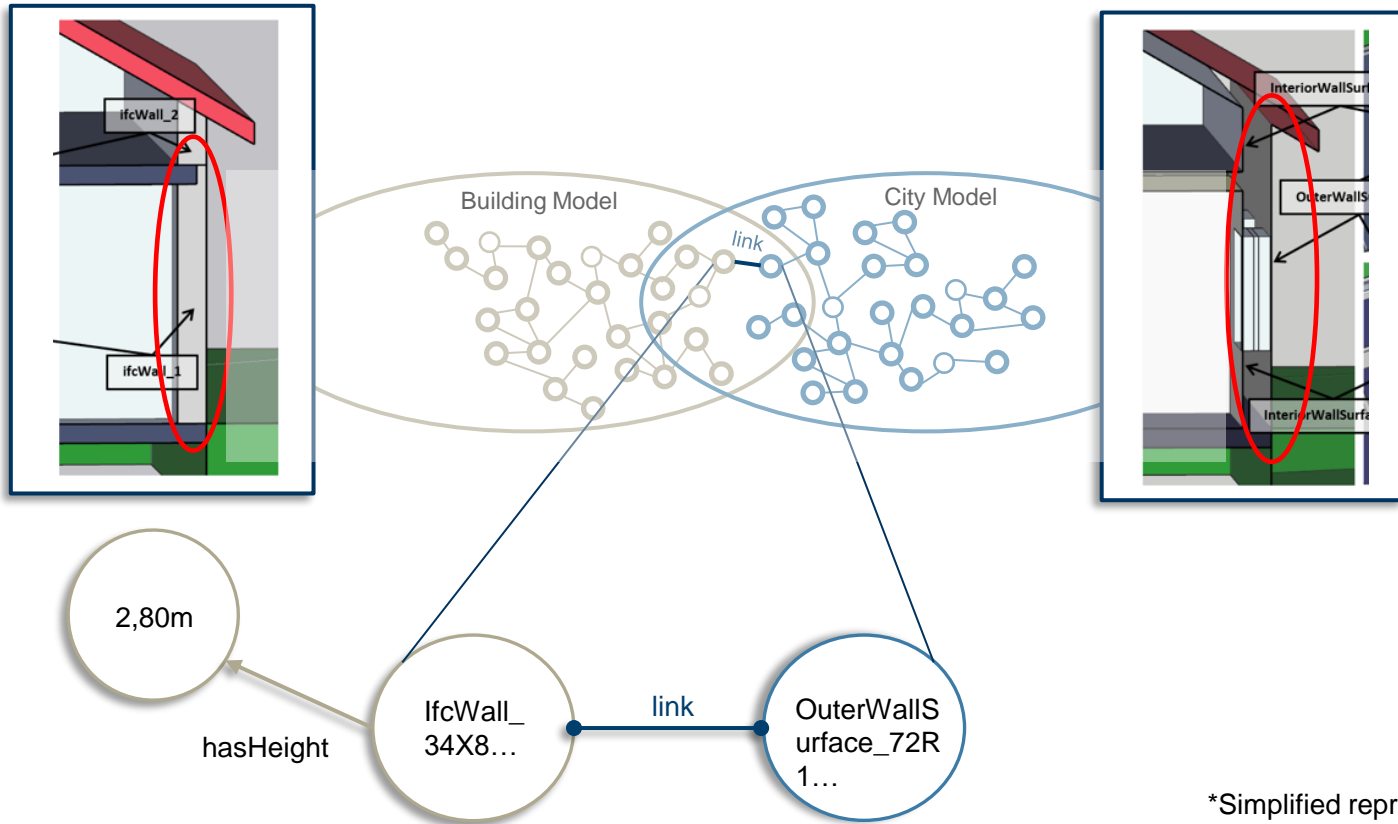 ifcWall_2
InteriorWallSurf
Building Model
City Model
OuterWallS
link
ifcWall_1
InteriorWallSurfa
2,80m
hasHeight
IfcWall_
34X8…
link
OuterWallS
urface_72R
1…
*Simplified repr